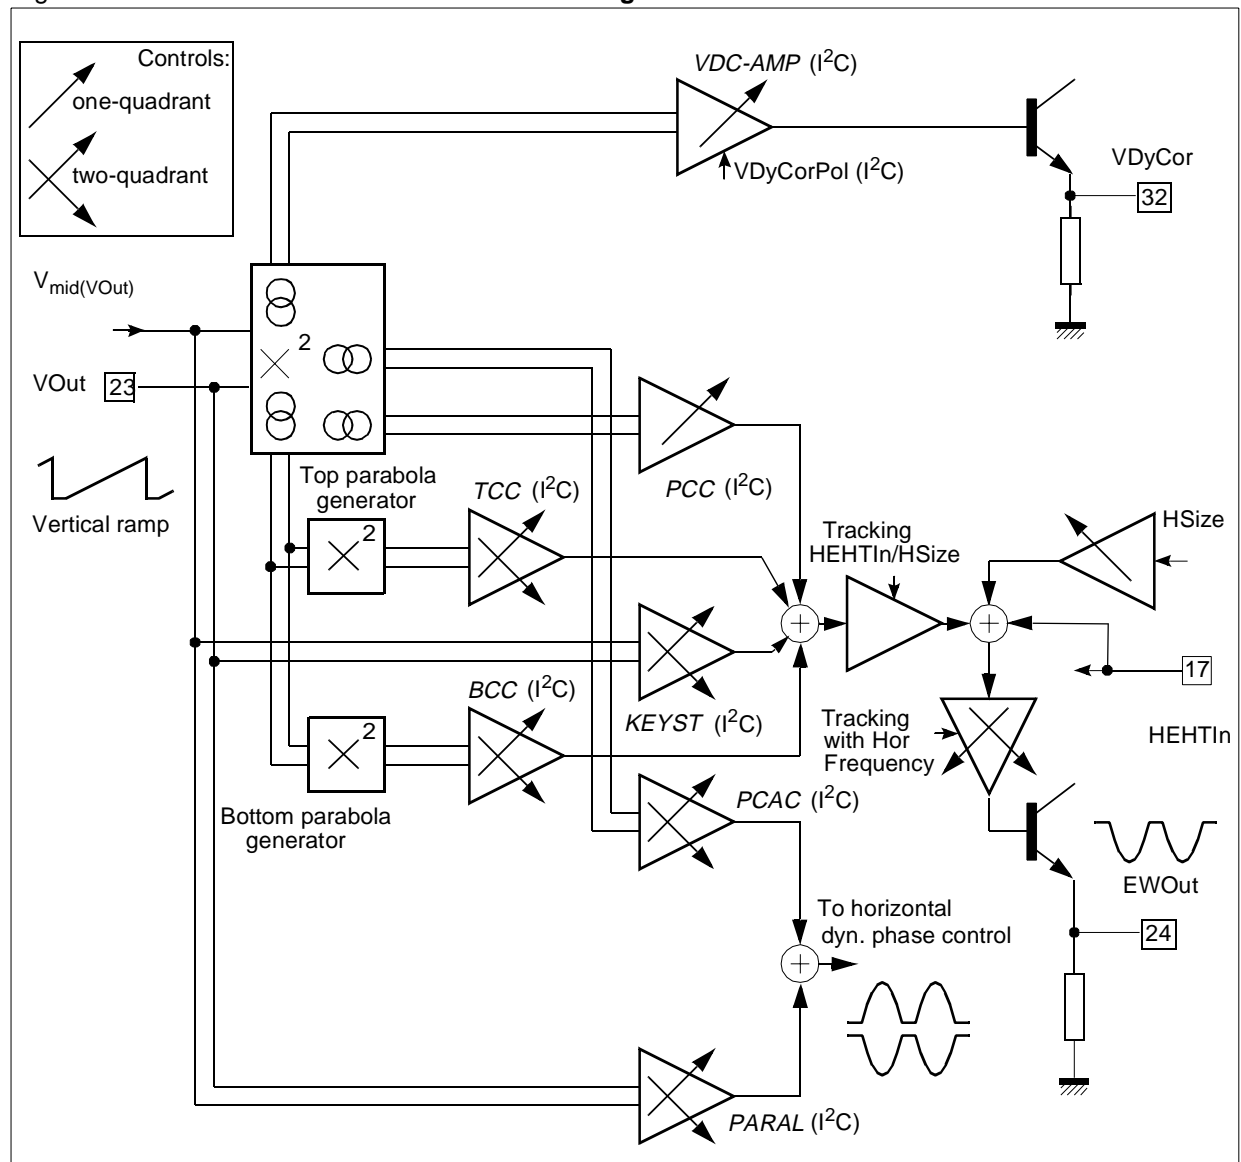 Controls:
one-quadrant
two-quadrant
VDC-AMP (I²C)
VDyCorPol (I²C)
VDyCor
32
Vmid(VOut)
2
VOut 23
Vertical ramp
Top parabola
generator
2
TCC (I²C)
PCC (I²C)
Tracking
HEHTIn/HSize
HSize
+
+
17
HEHTIn
KEYST (I²C)
BCC (I²C)
2
Bottom parabola
generator
Tracking
with Hor
Frequency
PCAC (I²C)
EWOut
24
To horizontal
dyn. phase control
+
PARAL (I²C)